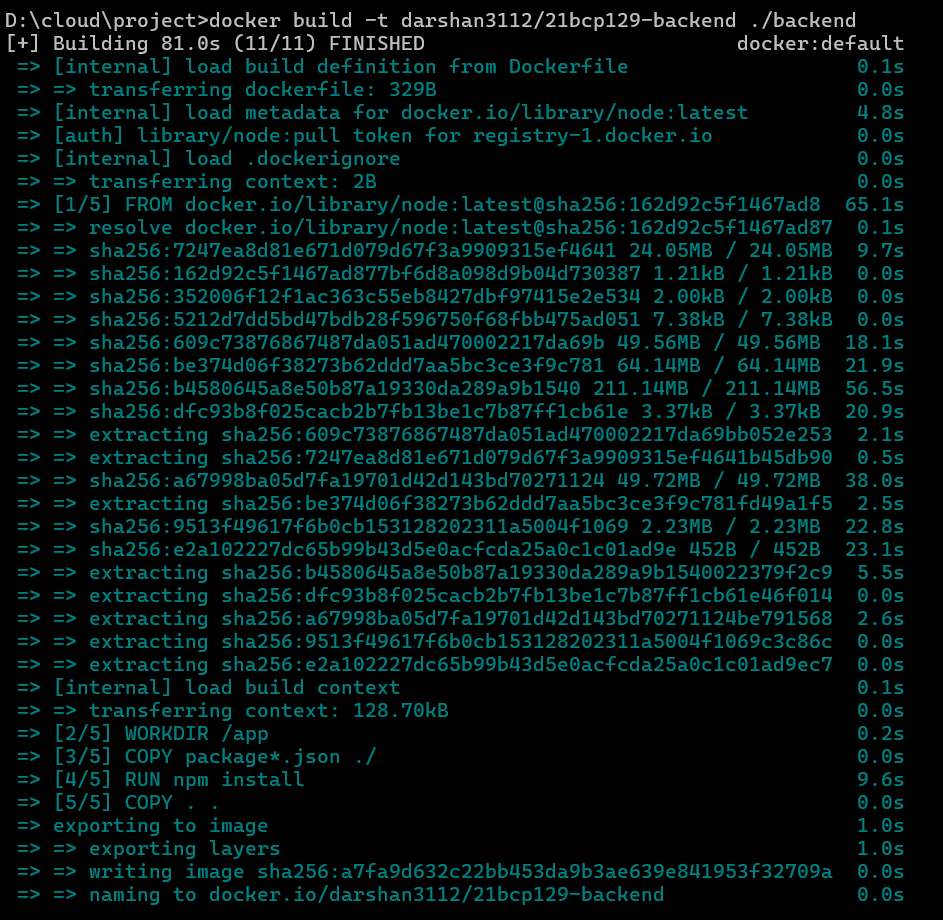 D:\cloud\project>docker build -t darshan3112/21bcp129-backend ./backend
[+] Building 81.0s (11/11) FINISHED docker:default
=> [internal] load build definition from Dockerfile 0.1s
=> => transferring dockerfile: 329B 0.0s
=> [internal] load metadata for docker.io/library/node:latest 4.8s
=> [auth] library/node:pull token for registry-1.docker.io 0.0s
=> [internal] load .dockerignore 0.0s
=> => transferring context: 2B 0.0s
=> [1/5] FROM docker.io/library/node:latest@sha256:162d92c5f1467ad8 65.1s
=> => resolve docker.io/library/node:latest@sha256:162d92c5f1467ad87 0.1s
=> => sha256:7247ea8d81e671d079d67f3a9909315ef4641 24.05MB / 24.05MB 9.7s
=> => sha256:162d92c5f1467ad877bf6d8a098d9b04d730387 1.21kB / 1.21kB 0.0s
=> => sha256:352006f12f1ac363c55eb8427dbf97415e2e534 2.00kB / 2.00kB 0.0s
=> => sha256:5212d7dd5bd47bdb28f596750f68fbb475ad051 7.38kB / 7.38kB 0.0s
=> => sha256:609c73876867487da051ad470002217da69b 49.56MB / 49.56MB 18.1s
=> => sha256:be374d06f38273b62ddd7aa5bc3ce3f9c781 64.14MB / 64.14MB 21.9s
=> => sha256:b4580645a8e50b87a19330da289a9b1540 211.14MB / 211.14MB 56.5s
=> => sha256:dfc93b8f025cacb2b7fb13be1c7b87ff1cb61e 3.37kB / 3.37kB 20.9s
=> => extracting sha256:609c73876867487da051ad470002217da69bb052e253 2.1s
=> => extracting sha256:7247ea8d81e671d079d67f3a9909315ef4641b45db90 0.5s
=> => sha256:a67998ba05d7fa19701d42d143bd70271124 49.72MB / 49.72MB 38.0s
=> => extracting sha256:be374d06f38273b62ddd7aa5bc3ce3f9c781fd49a1f5 2.5s
=> => sha256:9513f49617f6b0cb153128202311a5004f1069 2.23MB / 2.23MB 22.8s
=> => sha256:e2a102227dc65b99b43d5e0acfcda25a0c1c01ad9e 452B / 452B 23.1s
=> => extracting sha256:b4580645a8e50b87a19330da289a9b1540022379f2c9 5.5s
=> => extracting sha256:dfc93b8f025cacb2b7fb13be1c7b87ff1cb61e46f014 0.0s
=> => extracting sha256:a67998ba05d7fa19701d42d143bd70271124be791568 2.6s
=> => extracting sha256:9513f49617f6b0cb153128202311a5004f1069c3c86c 0.0s
=> => extracting sha256:e2a102227dc65b99b43d5e0acfcda25a0c1c01ad9ec7 0.0s
=> [internal] load build context 0.1s
=> => transferring context: 128.70kB 0.0s
=> [2/5] WORKDIR /app 0.2s
=> [3/5] COPY package*.json ./ 0.0s
=> [4/5] RUN npm install 9.6s
=> [5/5] COPY . . 0.0s
=> exporting to image 1.0s
=> => exporting layers 1.0s
=> => writing image sha256:a7fa9d632c22bb453da9b3ae639e841953f32709a 0.0s
=> => naming to docker.io/darshan3112/21bcp129-backend 0.0s